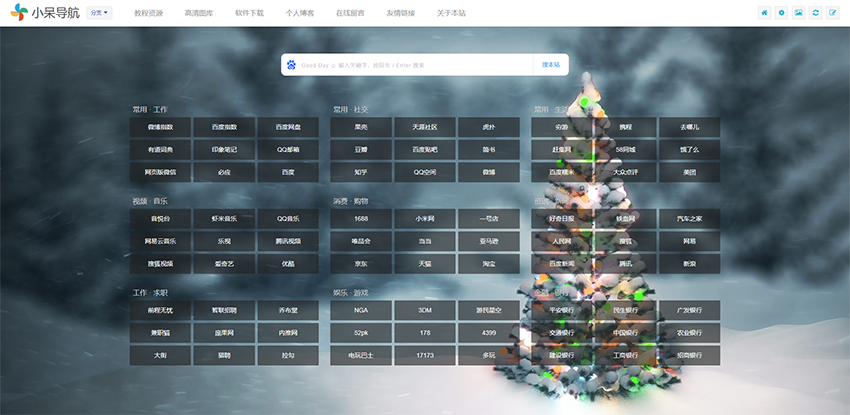 小呆导航 分页 教程资源 高清图库 软件下载 个人博客 在线留言 友情链接 关于本站
Good Day ☺ 输入关键字，按回车 / Enter 搜索 搜本站
常用 · 工作
微博指数 百度指数 百度网盘
有道词典 印象笔记 QQ邮箱
网页版微信 必应 百度
常用 · 社交
果壳 天涯社区 虎扑
豆瓣 百度贴吧 简书
知乎 QQ空间 微博
常用 · 生活
穷游 携程 去哪儿
赶集网 58同城 饿了么
百度糯米 大众点评 美团
视频 · 音乐
音悦台 虾米音乐 QQ音乐
网易云音乐 乐视 腾讯视频
搜狐视频 爱奇艺 优酷
消费 · 购物
1688 小米网 一号店
唯品会 当当 亚马逊
京东 天猫 淘宝
好奇日报 铁血网 汽车之家
人民网 搜狐 网易
百度新闻 腾讯 新浪
工作 · 求职
前程无忧 智联招聘 乔布堂
兼职猫 应果网 内推网
大街 猎聘 拉勾
娱乐 · 游戏
NGA 3DM 游民星空
52pk 178 4399
电玩巴士 17173 多玩
金融 · 银行
平安银行 民生银行 广发银行
交通银行 中国银行 农业银行
建设银行 工商银行 招商银行